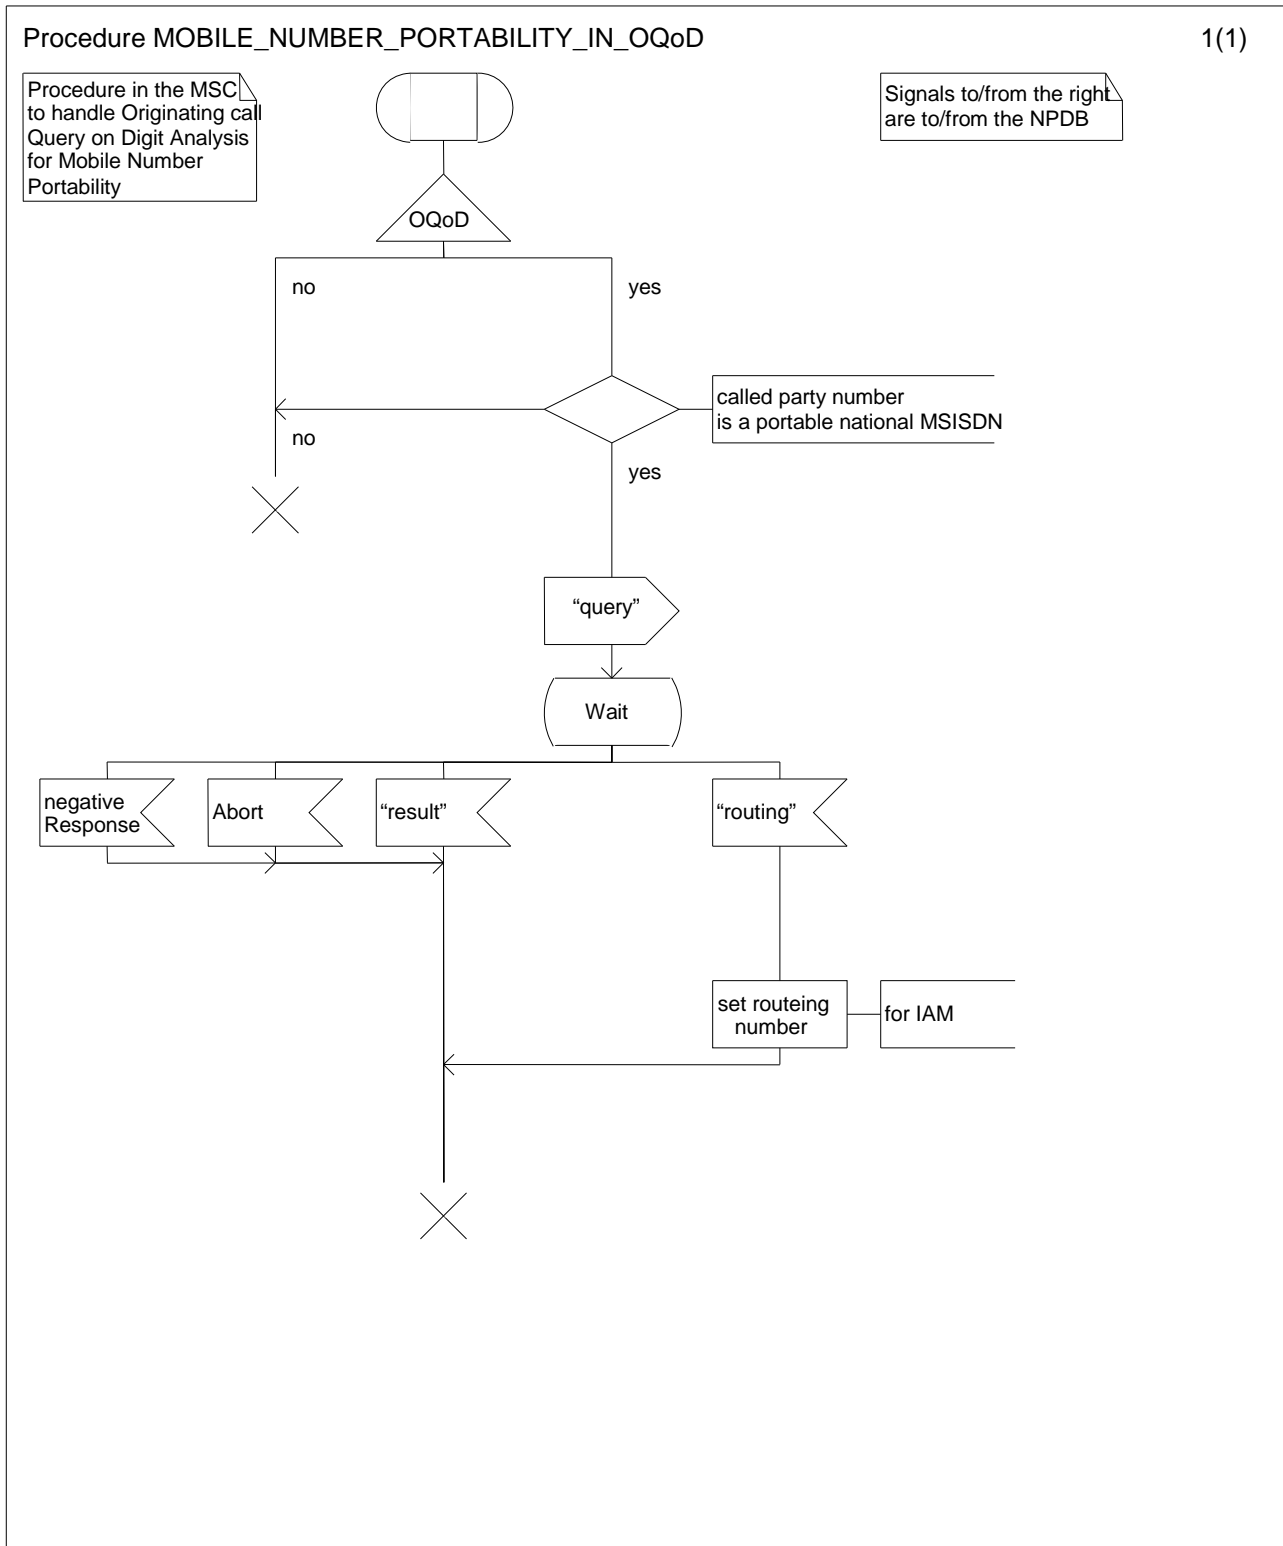 Procedure MOBILE_NUMBER_PORTABILITY_IN_OQoD
1(1)
Procedure in the MSC
to handle Originating call
Query on Digit Analysis
for Mobile Number
Portability
Signals to/from the right
are to/from the NPDB
OQoD
no
yes
called party number
is a portable national MSISDN
no
yes
“query”
Wait
negative
Response
Abort
“result”
“routing”
set routeing
number
for IAM